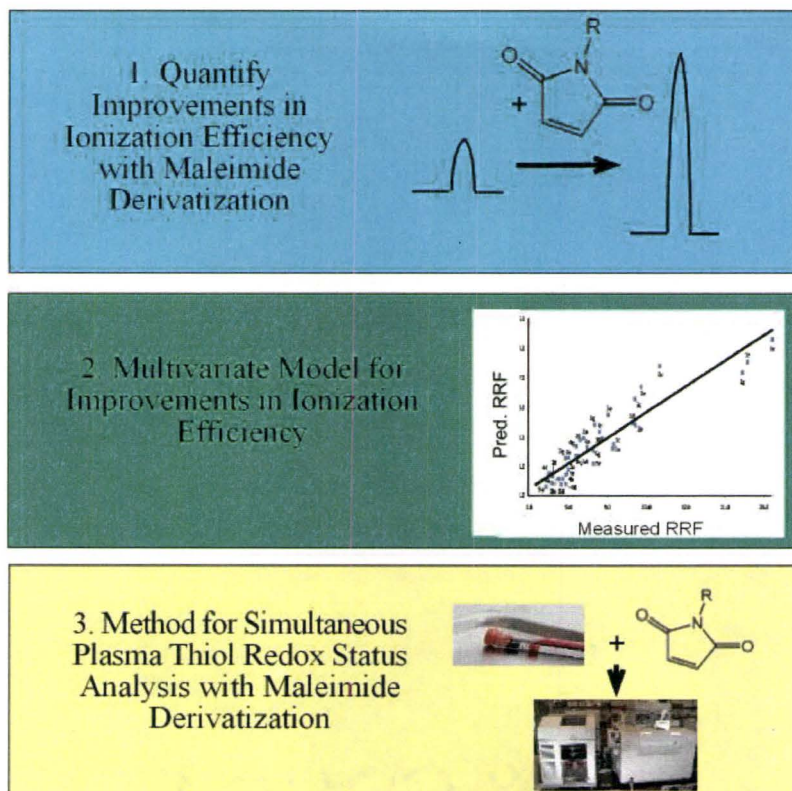 1. Quantify
Improvements in
Ionization Efficiency
with Maleimide
Derivatization
R
O
N
+
O
2. Multivariate Model for
Improvements in Ionization
Efficiency
Pred. RRF
Measured RRF
3. Method for Simultaneous
Plasma Thiol Redox Status
Analysis with Maleimide
Derivatization
R
O
N
+
O